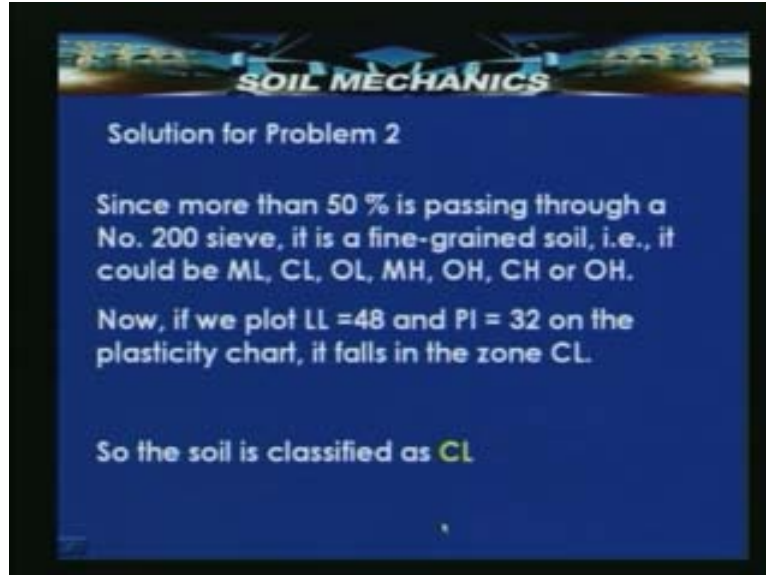 SOIL MECHANICS
Solution for Problem 2
Since more than 50 % is passing through a
No. 200 sieve, it is a fine-grained soil, i.e., it
could be ML, CL, OL, MH, OH, CH or OH.
Now, if we plot LL =48 and PI = 32 on the
plasticity chart, it falls in the zone CL.
So the soil is classified as CL